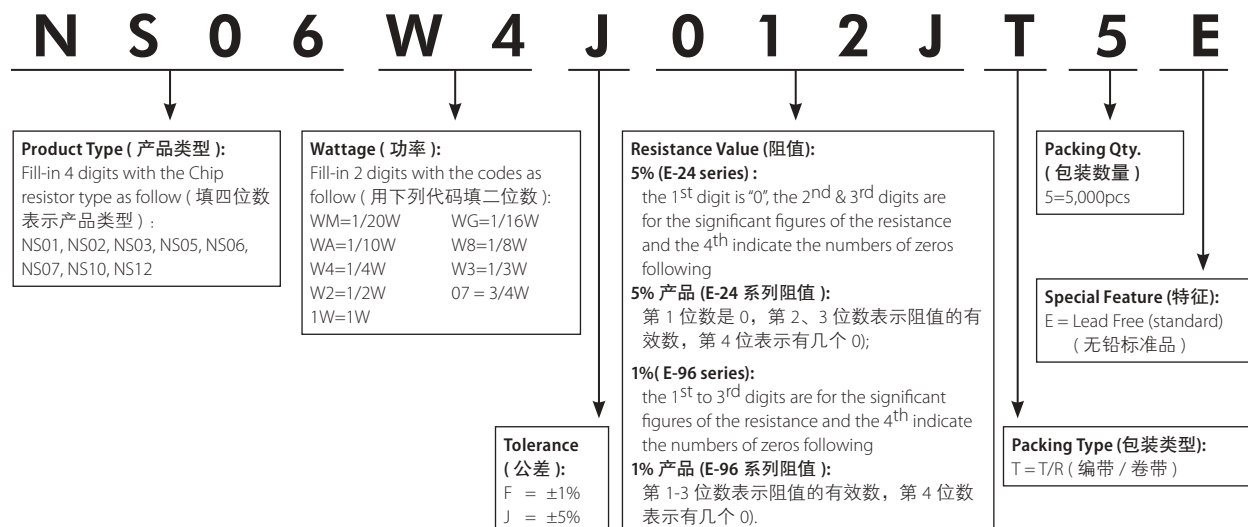 N S 0 6 W 4 J 0 1 2 J T 5 E
Product Type ( 产品类型 ):
Fill-in 4 digits with the Chip
resistor type as follow ( 填四位数
表示产品类型 ) :
NS01, NS02, NS03, NS05, NS06,
NS07, NS10, NS12
Wattage ( 功率 ):
Fill-in 2 digits with the codes as
follow ( 用下列代码填二位数 ):
WM=1/20W WG=1/16W
WA=1/10W W8=1/8W
W4=1/4W W3=1/3W
W2=1/2W 07 = 3/4W
1W=1W
Tolerance
( 公差 ):
F = ±1%
J = ±5%
Resistance Value (阻值):
5% (E-24 series) :
the 1st digit is “0”, the 2nd & 3rd digits are
for the significant figures of the resistance
and the 4th indicate the numbers of zeros
following
5% 产品 (E-24 系列阻值 ):
第 1 位数是 0，第 2、3 位数表示阻值的有
效数，第 4 位表示有几个 0);
1%( E-96 series):
the 1st to 3rd digits are for the significant
figures of the resistance and the 4th indicate
the numbers of zeros following
1% 产品 (E-96 系列阻值 ):
第 1-3 位数表示阻值的有效数，第 4 位数
表示有几个 0).
Packing Type (包装类型):
T = T/R ( 编带 / 卷带 )
Packing Qty.
( 包装数量 )
5=5,000pcs
Special Feature (特征):
E = Lead Free (standard)
( 无铅标准品 )